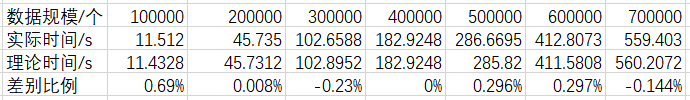 数据规模/个 100000 200000 300000 400000 500000 600000 700000
实际时间/s 11.512 45.735 102.6588 182.9248 286.6695 412.8073 559.403
理论时间/s 11.4328 45.7312 102.8952 182.9248 285.82 411.5808 560.2072
差别比例 0.69% 0.008% -0.23% 0% 0.296% 0.297% -0.144%